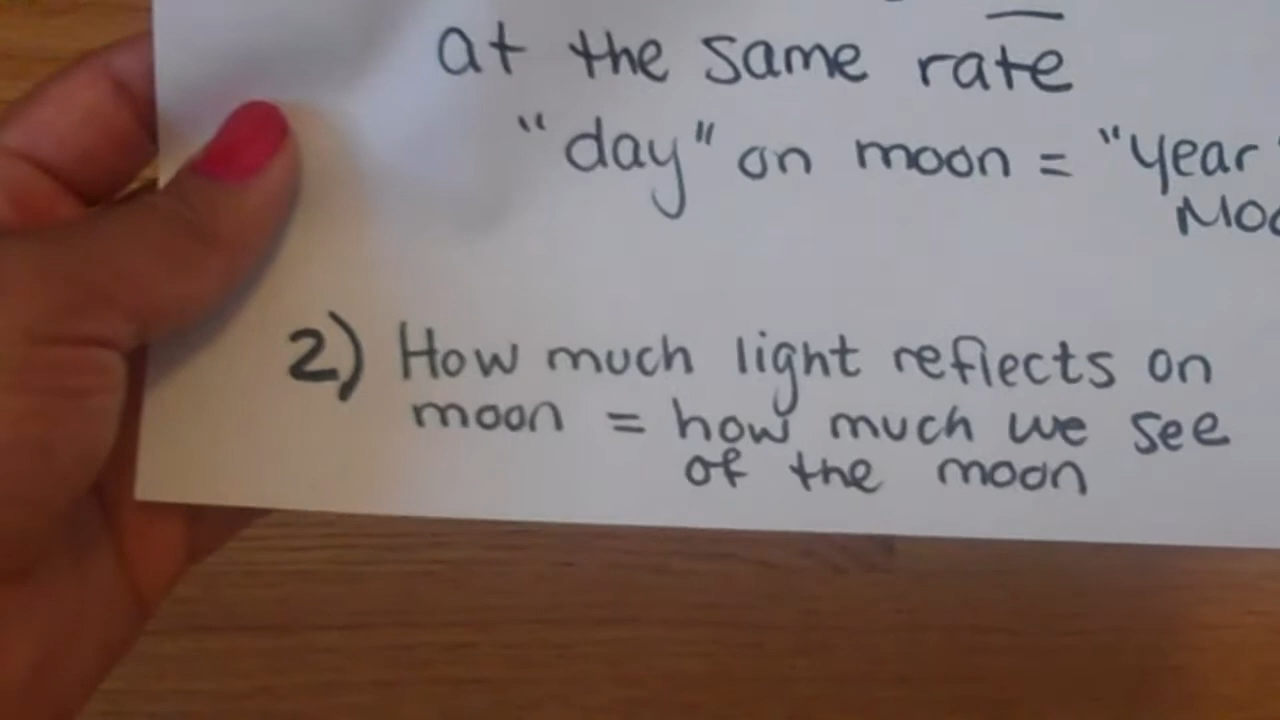 at the same rate
"day" on moon = "year
2) How much light reflects on
moon = how much we see
of the moon